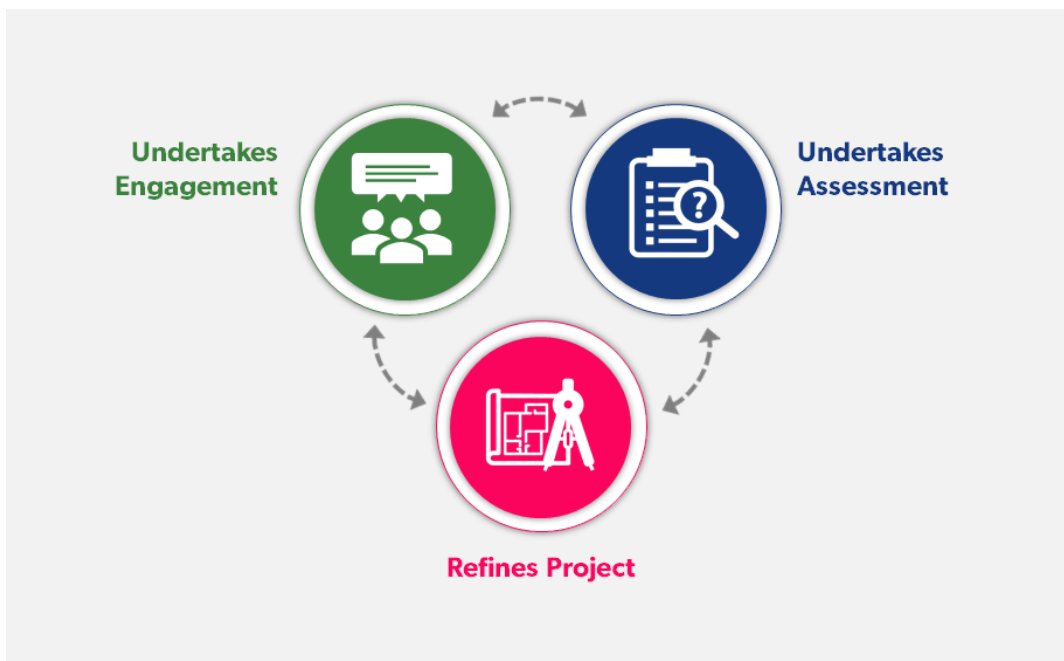 Undertakes
Engagement
Undertakes
Assessment
?
Refines Project